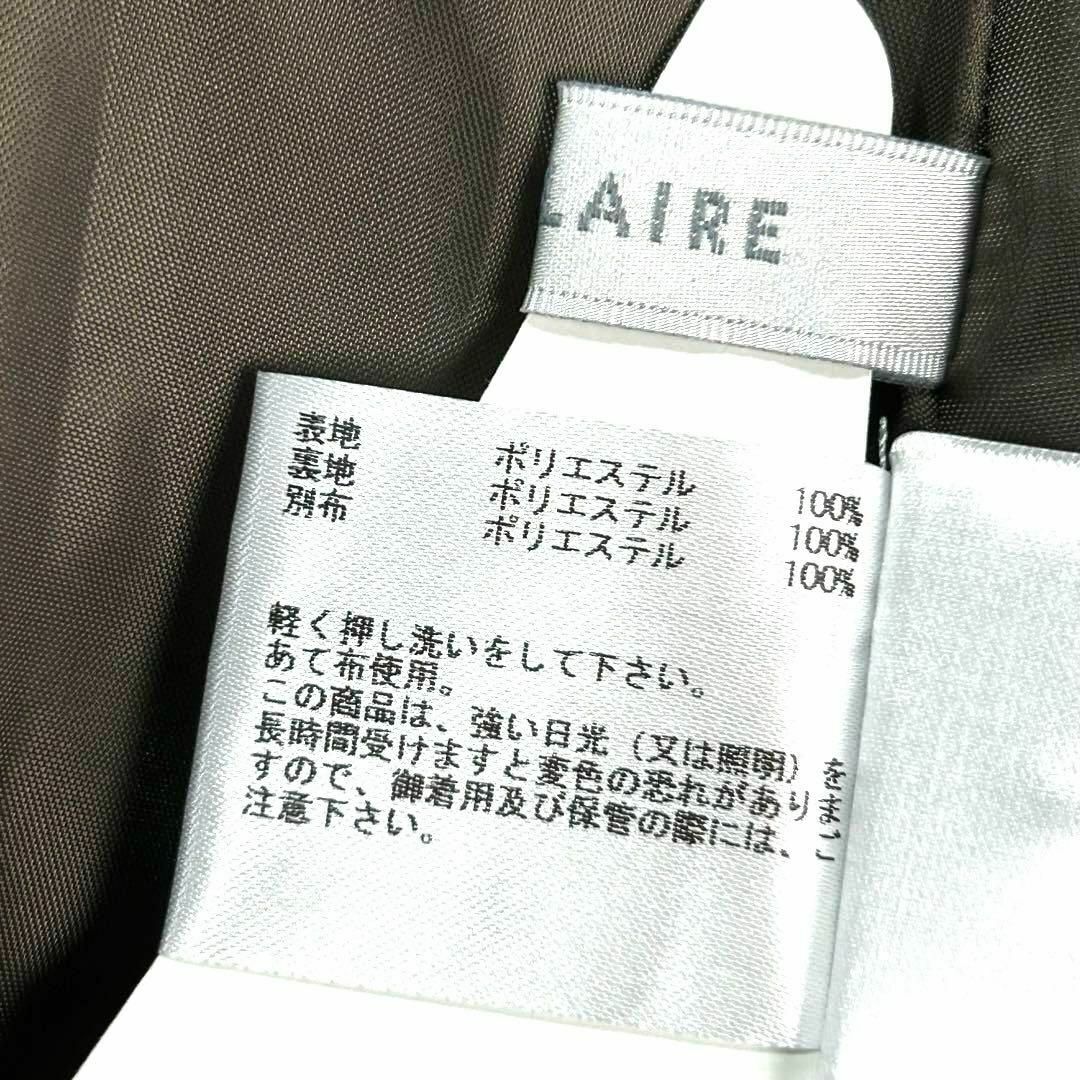 LAIRE
表地 ポリエステル 100%
裏地 ポリエステル 100%
別布 ポリエステル 100%
軽く押し洗いをして下さい。
あて布使用。
この商品は、強い日光(又は照明)を
長時間受けますと変色の恐れがありま
すので、御着用及び保管の際には、ご
注意下さい。